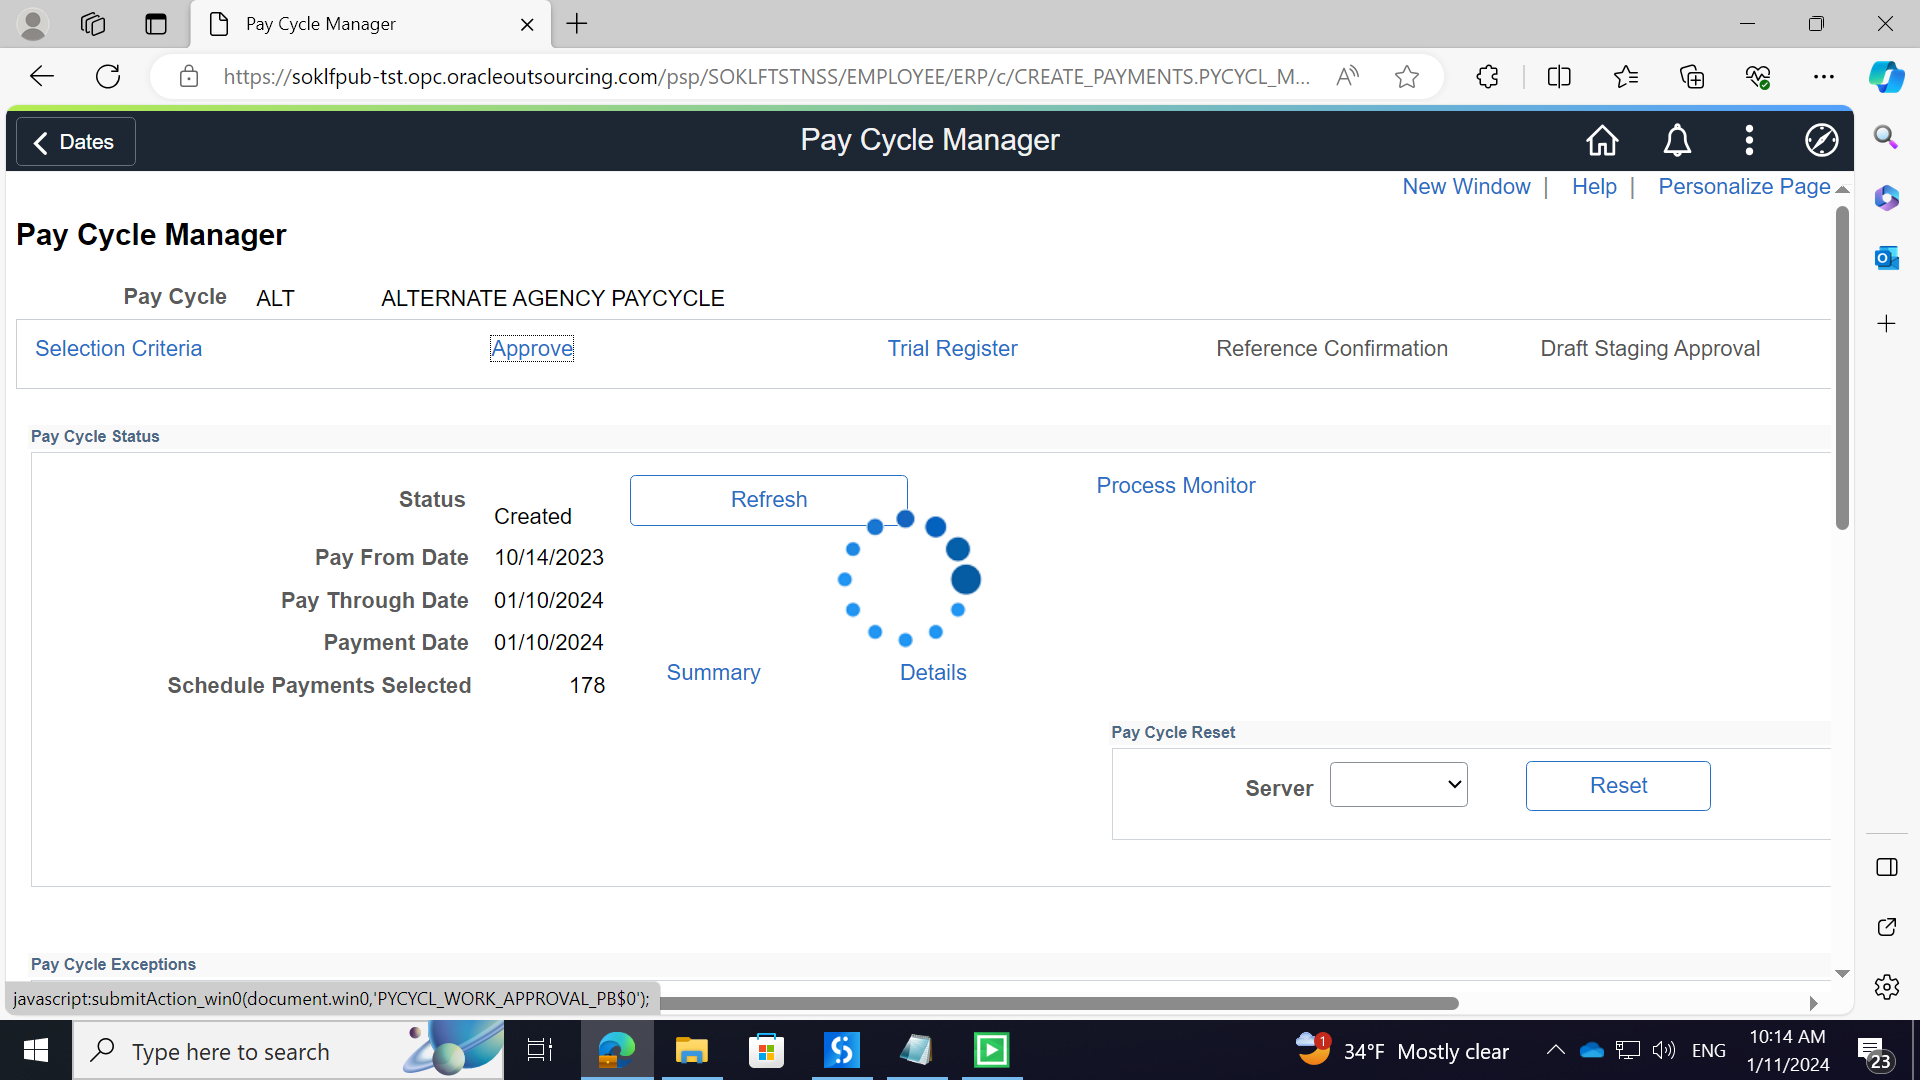 Pay Cycle Manager
https://soklfpub-tst.opc.oracleoutsourcing.com/psp/SOKLFTSTNSS/EMPLOYEE/ERP/c/CREATE_PAYMENTS.PYCYCL_M...
Dates
Pay Cycle Manager
New Window | Help | Personalize Page
Pay Cycle Manager
Pay Cycle ALT ALTERNATE AGENCY PAYCYCLE
Selection Criteria Approve Trial Register Reference Confirmation Draft Staging Approval
Pay Cycle Status
Status Created Refresh Process Monitor
Pay From Date 10/14/2023
Pay Through Date 01/10/2024
Payment Date 01/10/2024
Schedule Payments Selected 178 Summary Details
Pay Cycle Reset
Server Reset
Pay Cycle Exceptions
javascript:submitAction_win0(document.win0,'PYCYCL_WORK_APPROVAL_PB$0');
Type here to search
1
34°F Mostly clear
ENG
10:14 AM
1/11/2024
23